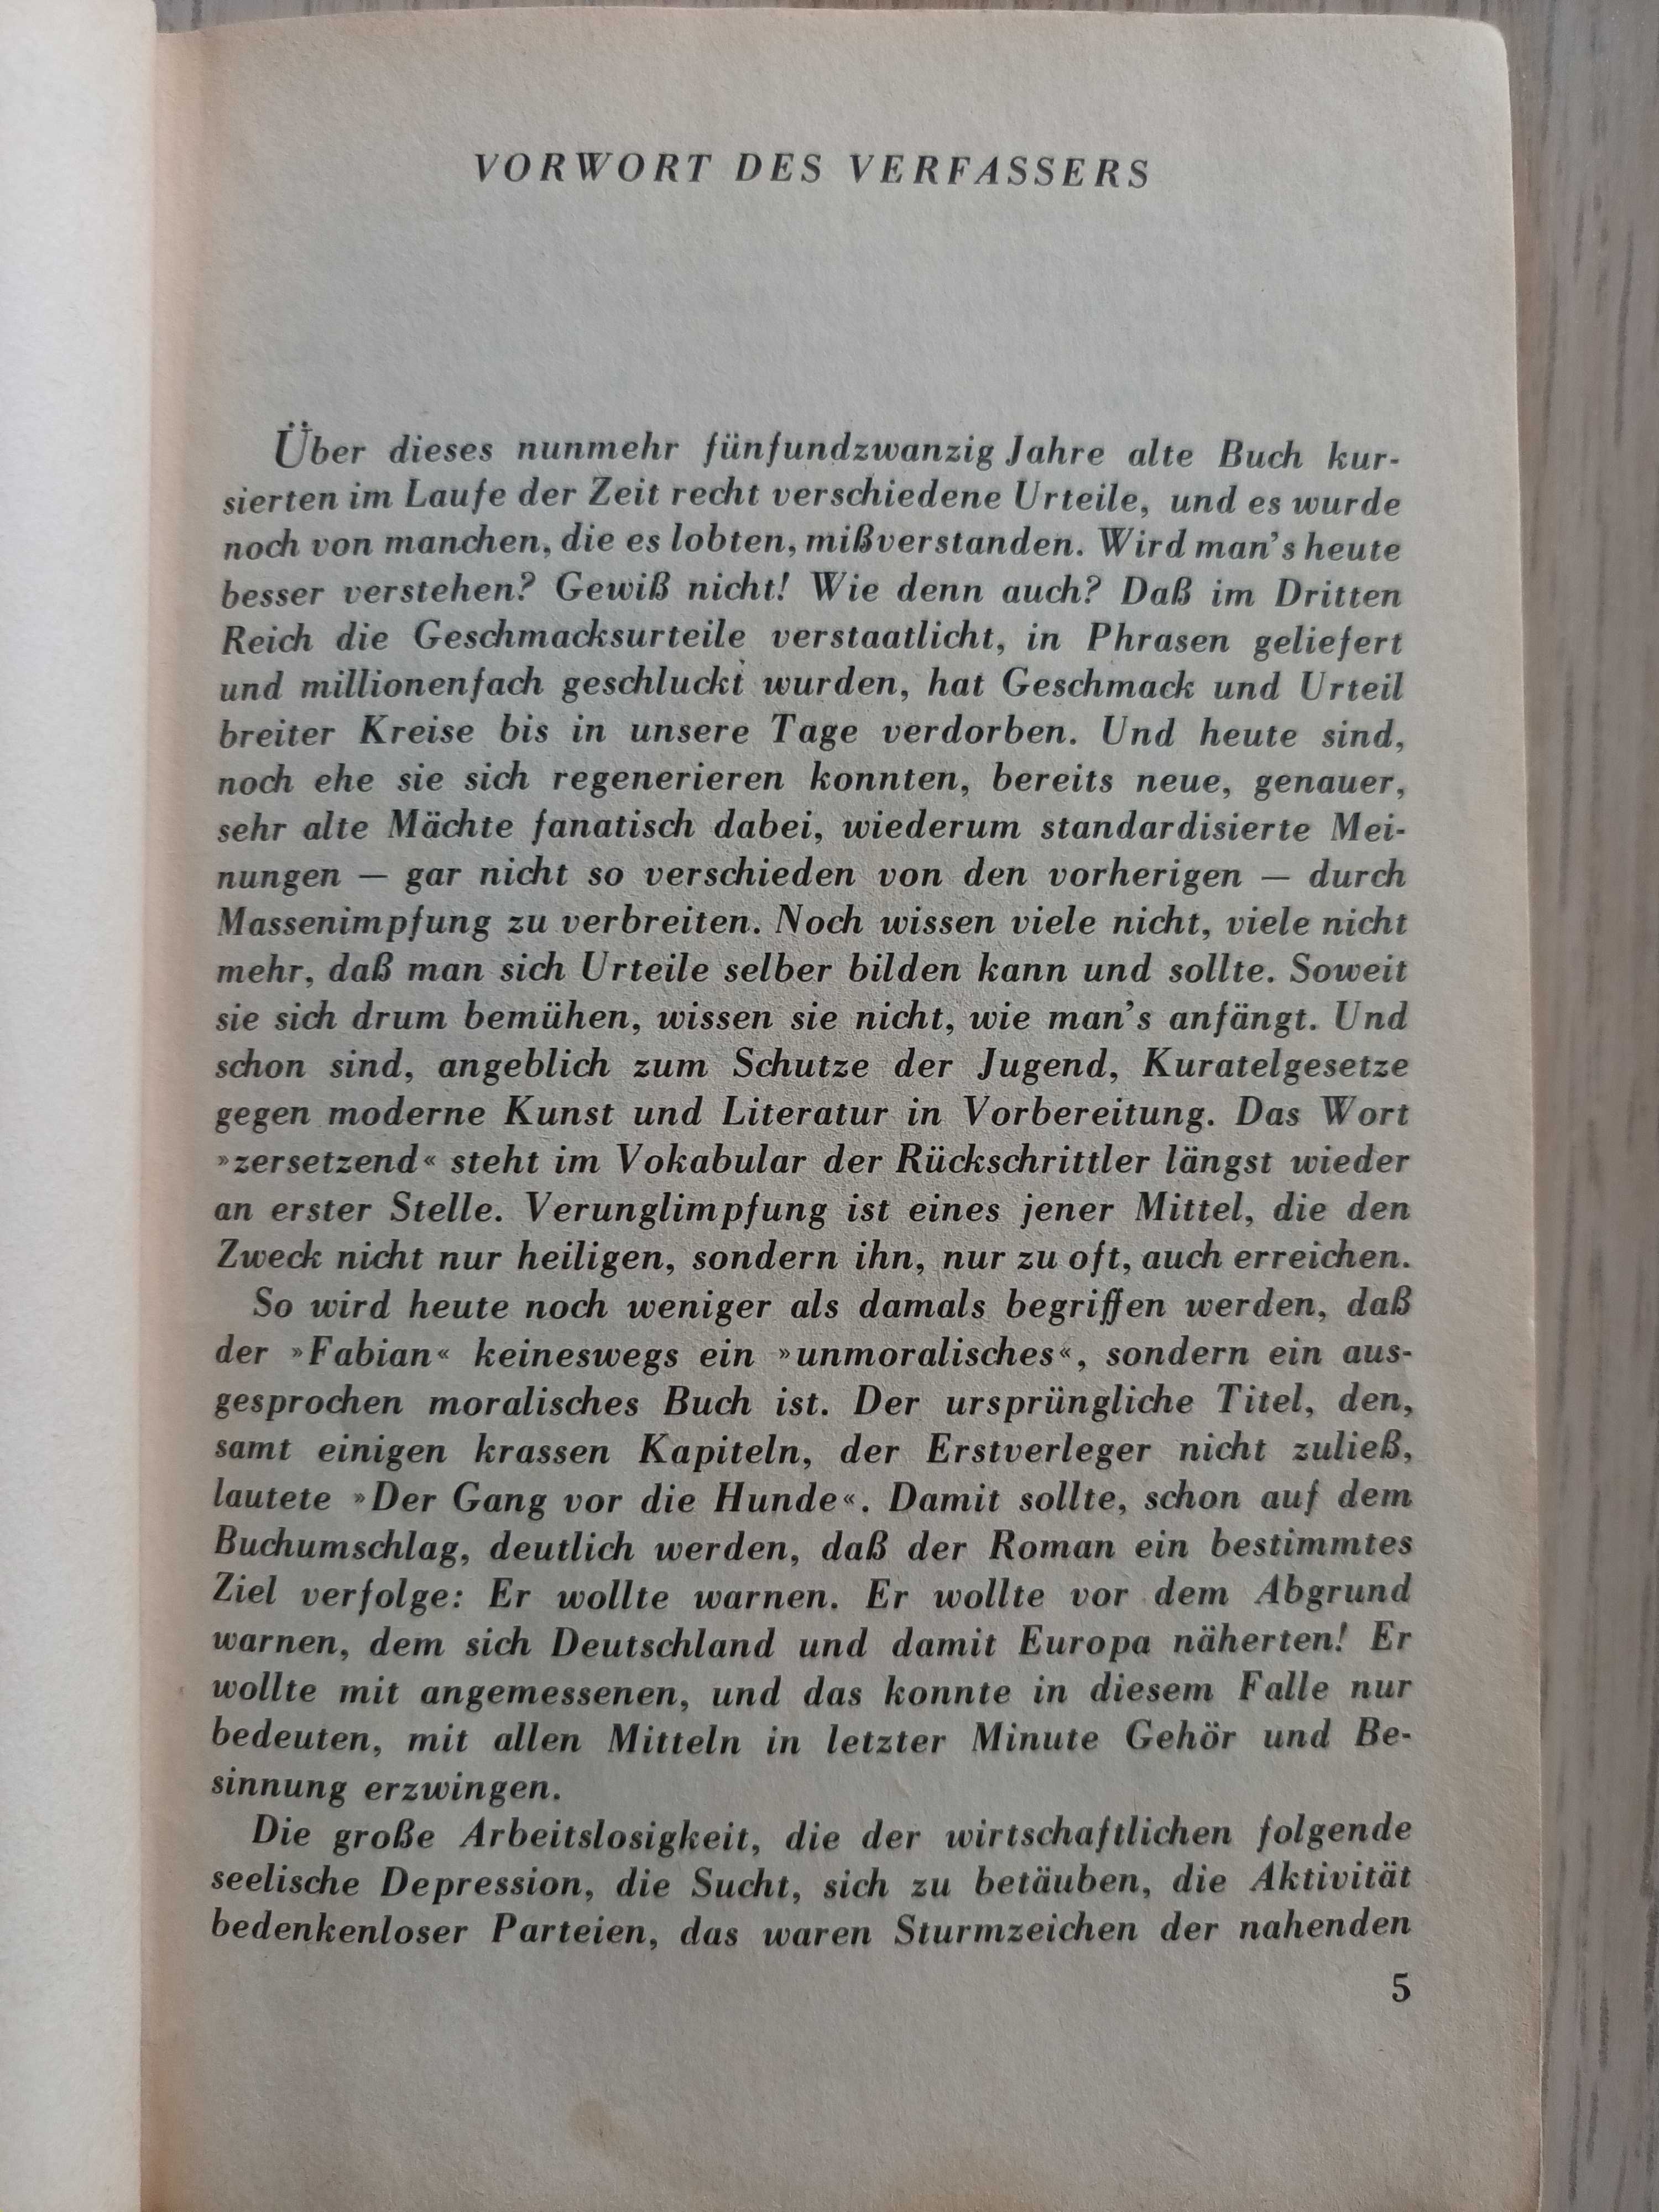 VORWORT DES VERFASSERS
Über dieses nunmehr fünfundzwanzig Jahre alte Buch kur-
sierten im Laufe der Zeit recht verschiedene Urteile, und es wurde
noch von manchen, die es lobten, mißverstanden. Wird man's heute
besser verstehen? Gewiß nicht! Wie denn auch? Daß im Dritten
Reich die Geschmacksurteile verstaatlicht, in Phrasen geliefert
und millionenfach geschluckt wurden, hat Geschmack und Urteil
breiter Kreise bis in unsere Tage verdorben. Und heute sind,
noch ehe sie sich regenerieren konnten, bereits neue, genauer,
sehr alte Mächte fanatisch dabei, wiederum standardisierte Mei-
nungen — gar nicht so verschieden von den vorherigen — durch
Massenimpfung zu verbreiten. Noch wissen viele nicht, viele nicht
mehr, daß man sich Urteile selber bilden kann und sollte. Soweit
sie sich drum bemühen, wissen sie nicht, wie man's anfängt. Und
schon sind, angeblich zum Schutze der Jugend, Kuratelgesetze
gegen moderne Kunst und Literatur in Vorbereitung. Das Wort
»zersetzend« steht im Vokabular der Rückschrittler längst wieder
an erster Stelle. Verunglimpfung ist eines jener Mittel, die den
Zweck nicht nur heiligen, sondern ihn, nur zu oft, auch erreichen.
So wird heute noch weniger als damals begriffen werden, daß
der »Fabian« keineswegs ein »unmoralisches«, sondern ein aus-
gesprochen moralisches Buch ist. Der ursprüngliche Titel, den,
samt einigen krassen Kapiteln, der Erstverleger nicht zuließ,
lautete »Der Gang vor die Hunde«. Damit sollte, schon auf dem
Buchumschlag, deutlich werden, daß der Roman ein bestimmtes
Ziel verfolge: Er wollte warnen. Er wollte vor dem Abgrund
warnen, dem sich Deutschland und damit Europa näherten! Er
wollte mit angemessenen, und das konnte in diesem Falle nur
bedeuten, mit allen Mitteln in letzter Minute Gehör und Be-
sinnung erzwingen.
Die große Arbeitslosigkeit, die der wirtschaftlichen folgende
seelische Depression, die Sucht, sich zu betäuben, die Aktivität
bedenkenloser Parteien, das waren Sturmzeichen der nahenden
5